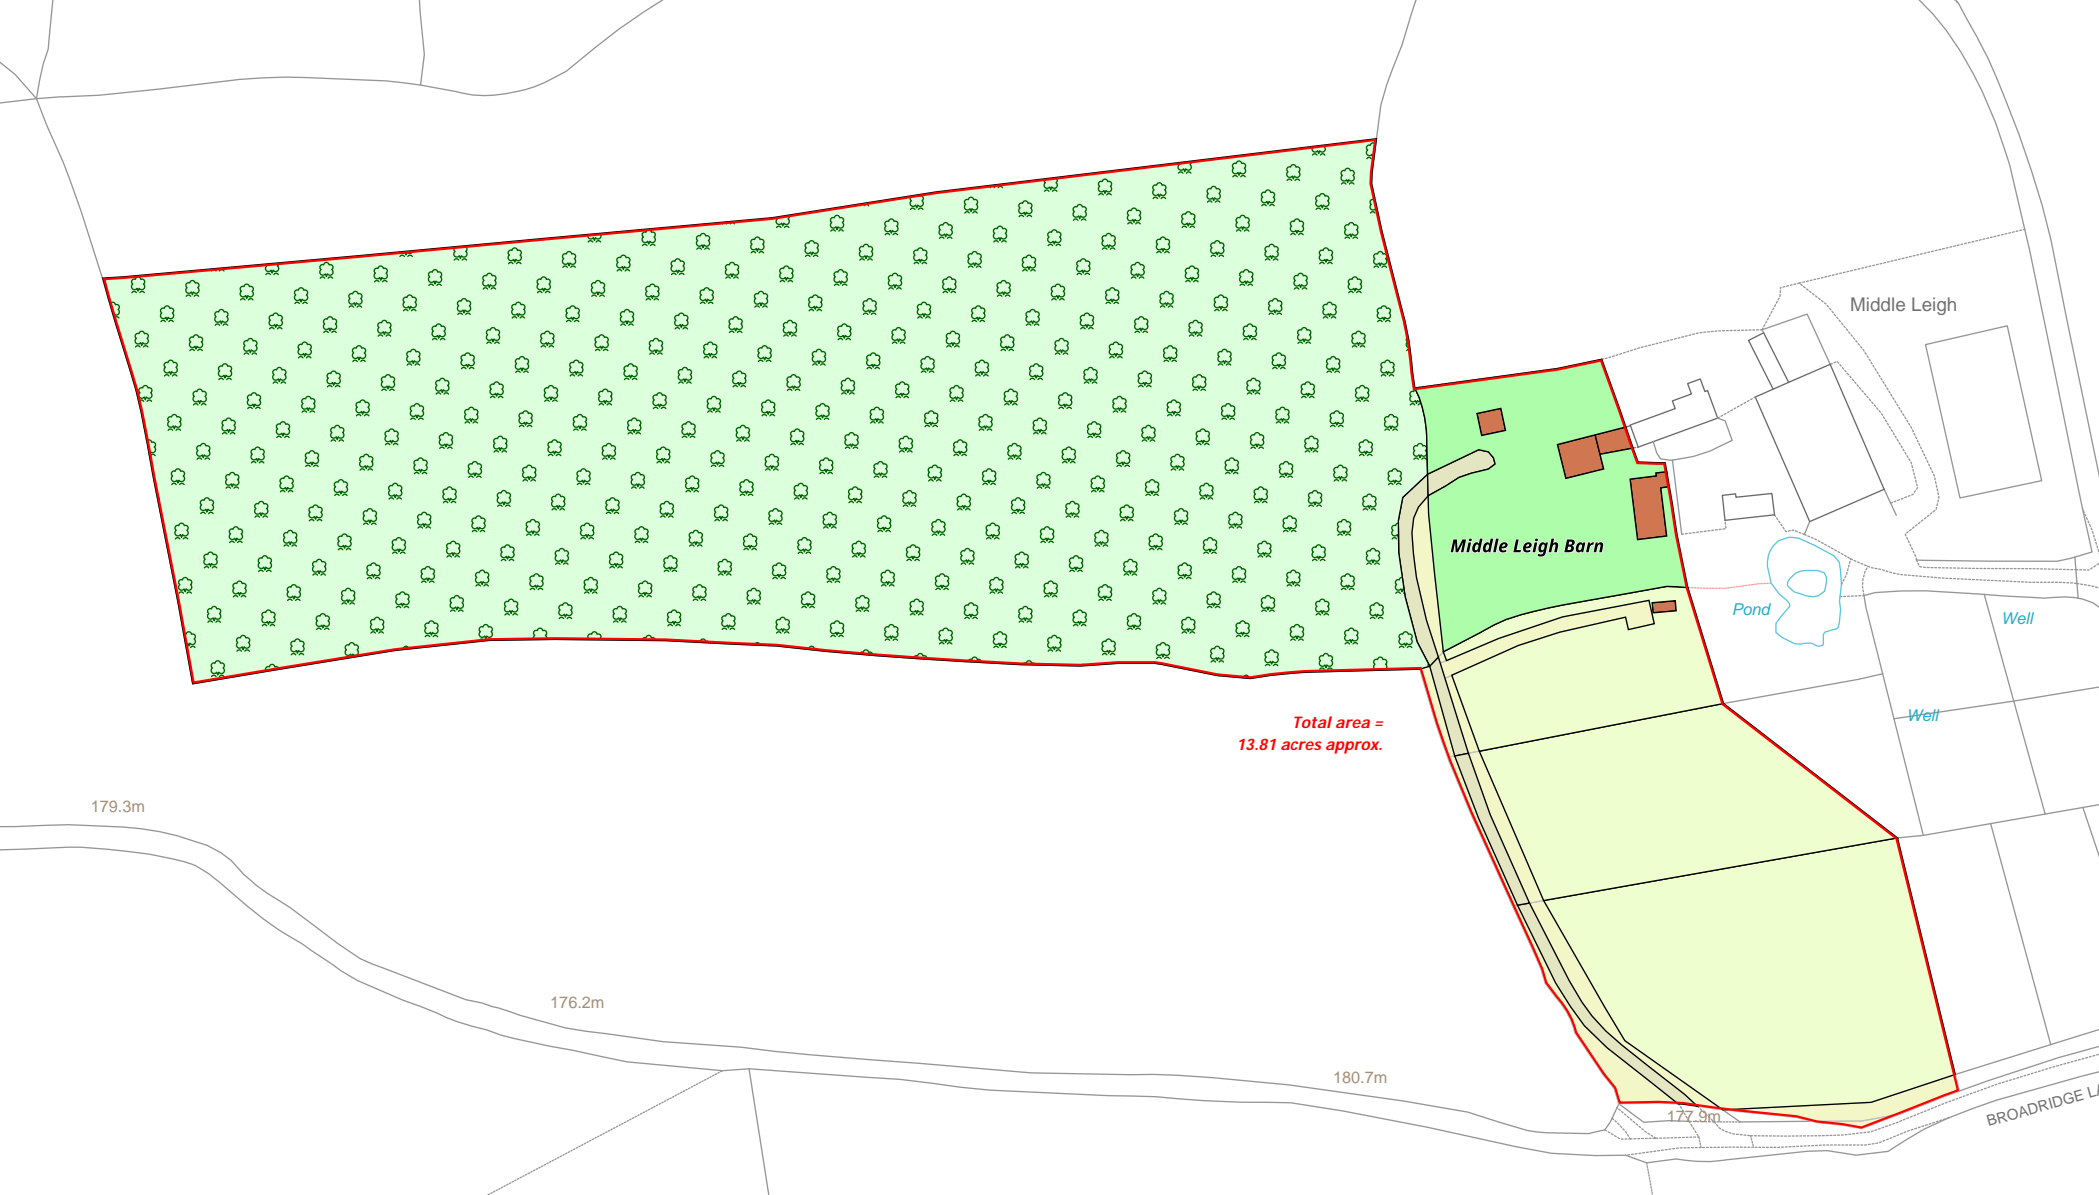 Middle Leigh
Middle Leigh Barn
Pond
Well
Well
Total area =
13.81 acres approx.
179.3m
176.2m
180.7m
177.9m
BROADRIDGE LA